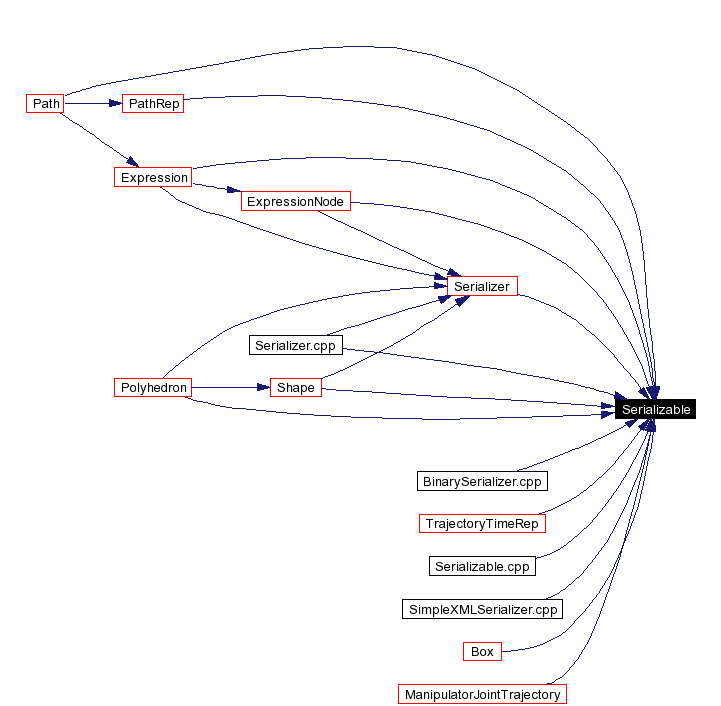 Path
PathRep
Expression
ExpressionNode
Serializer
Serializer.cpp
Polyhedron
Shape
Serializable
BinarySerializer.cpp
TrajectoryTimeRep
Serializable.cpp
SimpleXMLSerializer.cpp
Box
ManipulatorJointTrajectory